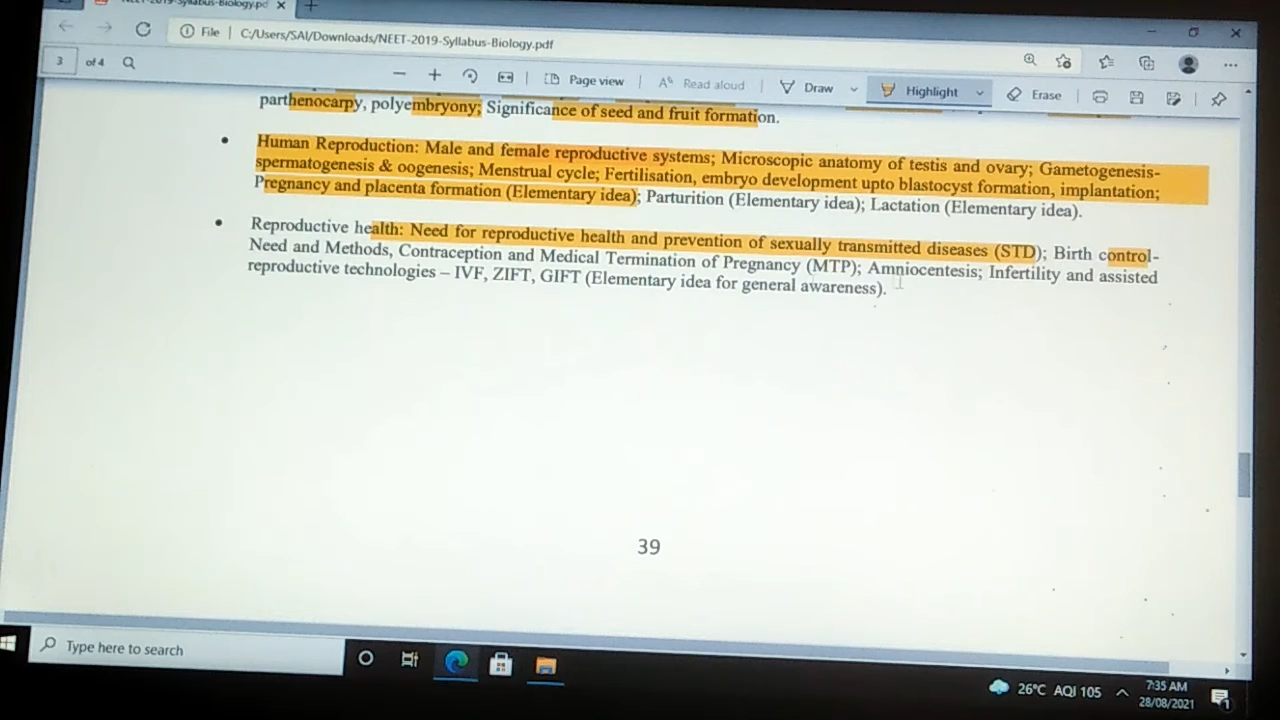 NEET-2019-Syllabus-Biology.pd
File | C:/Users/SAI/Downloads/NEET-2019-Syllabus-Biology.pdf
3 of 4
Page view
Read aloud
Draw
Highlight
Erase
parthenocarpy, polyembryony; Significance of seed and fruit formation.
• Human Reproduction: Male and female reproductive systems; Microscopic anatomy of testis and ovary; Gametogenesis-
spermatogenesis & oogenesis; Menstrual cycle; Fertilisation, embryo development upto blastocyst formation, implantation;
Pregnancy and placenta formation (Elementary idea); Parturition (Elementary idea); Lactation (Elementary idea).
• Reproductive health: Need for reproductive health and prevention of sexually transmitted diseases (STD); Birth control-
Need and Methods, Contraception and Medical Termination of Pregnancy (MTP); Amniocentesis; Infertility and assisted
reproductive technologies – IVF, ZIFT, GIFT (Elementary idea for general awareness).
39
Type here to search
26°C AQI 105
7:35 AM
28/08/2021
1